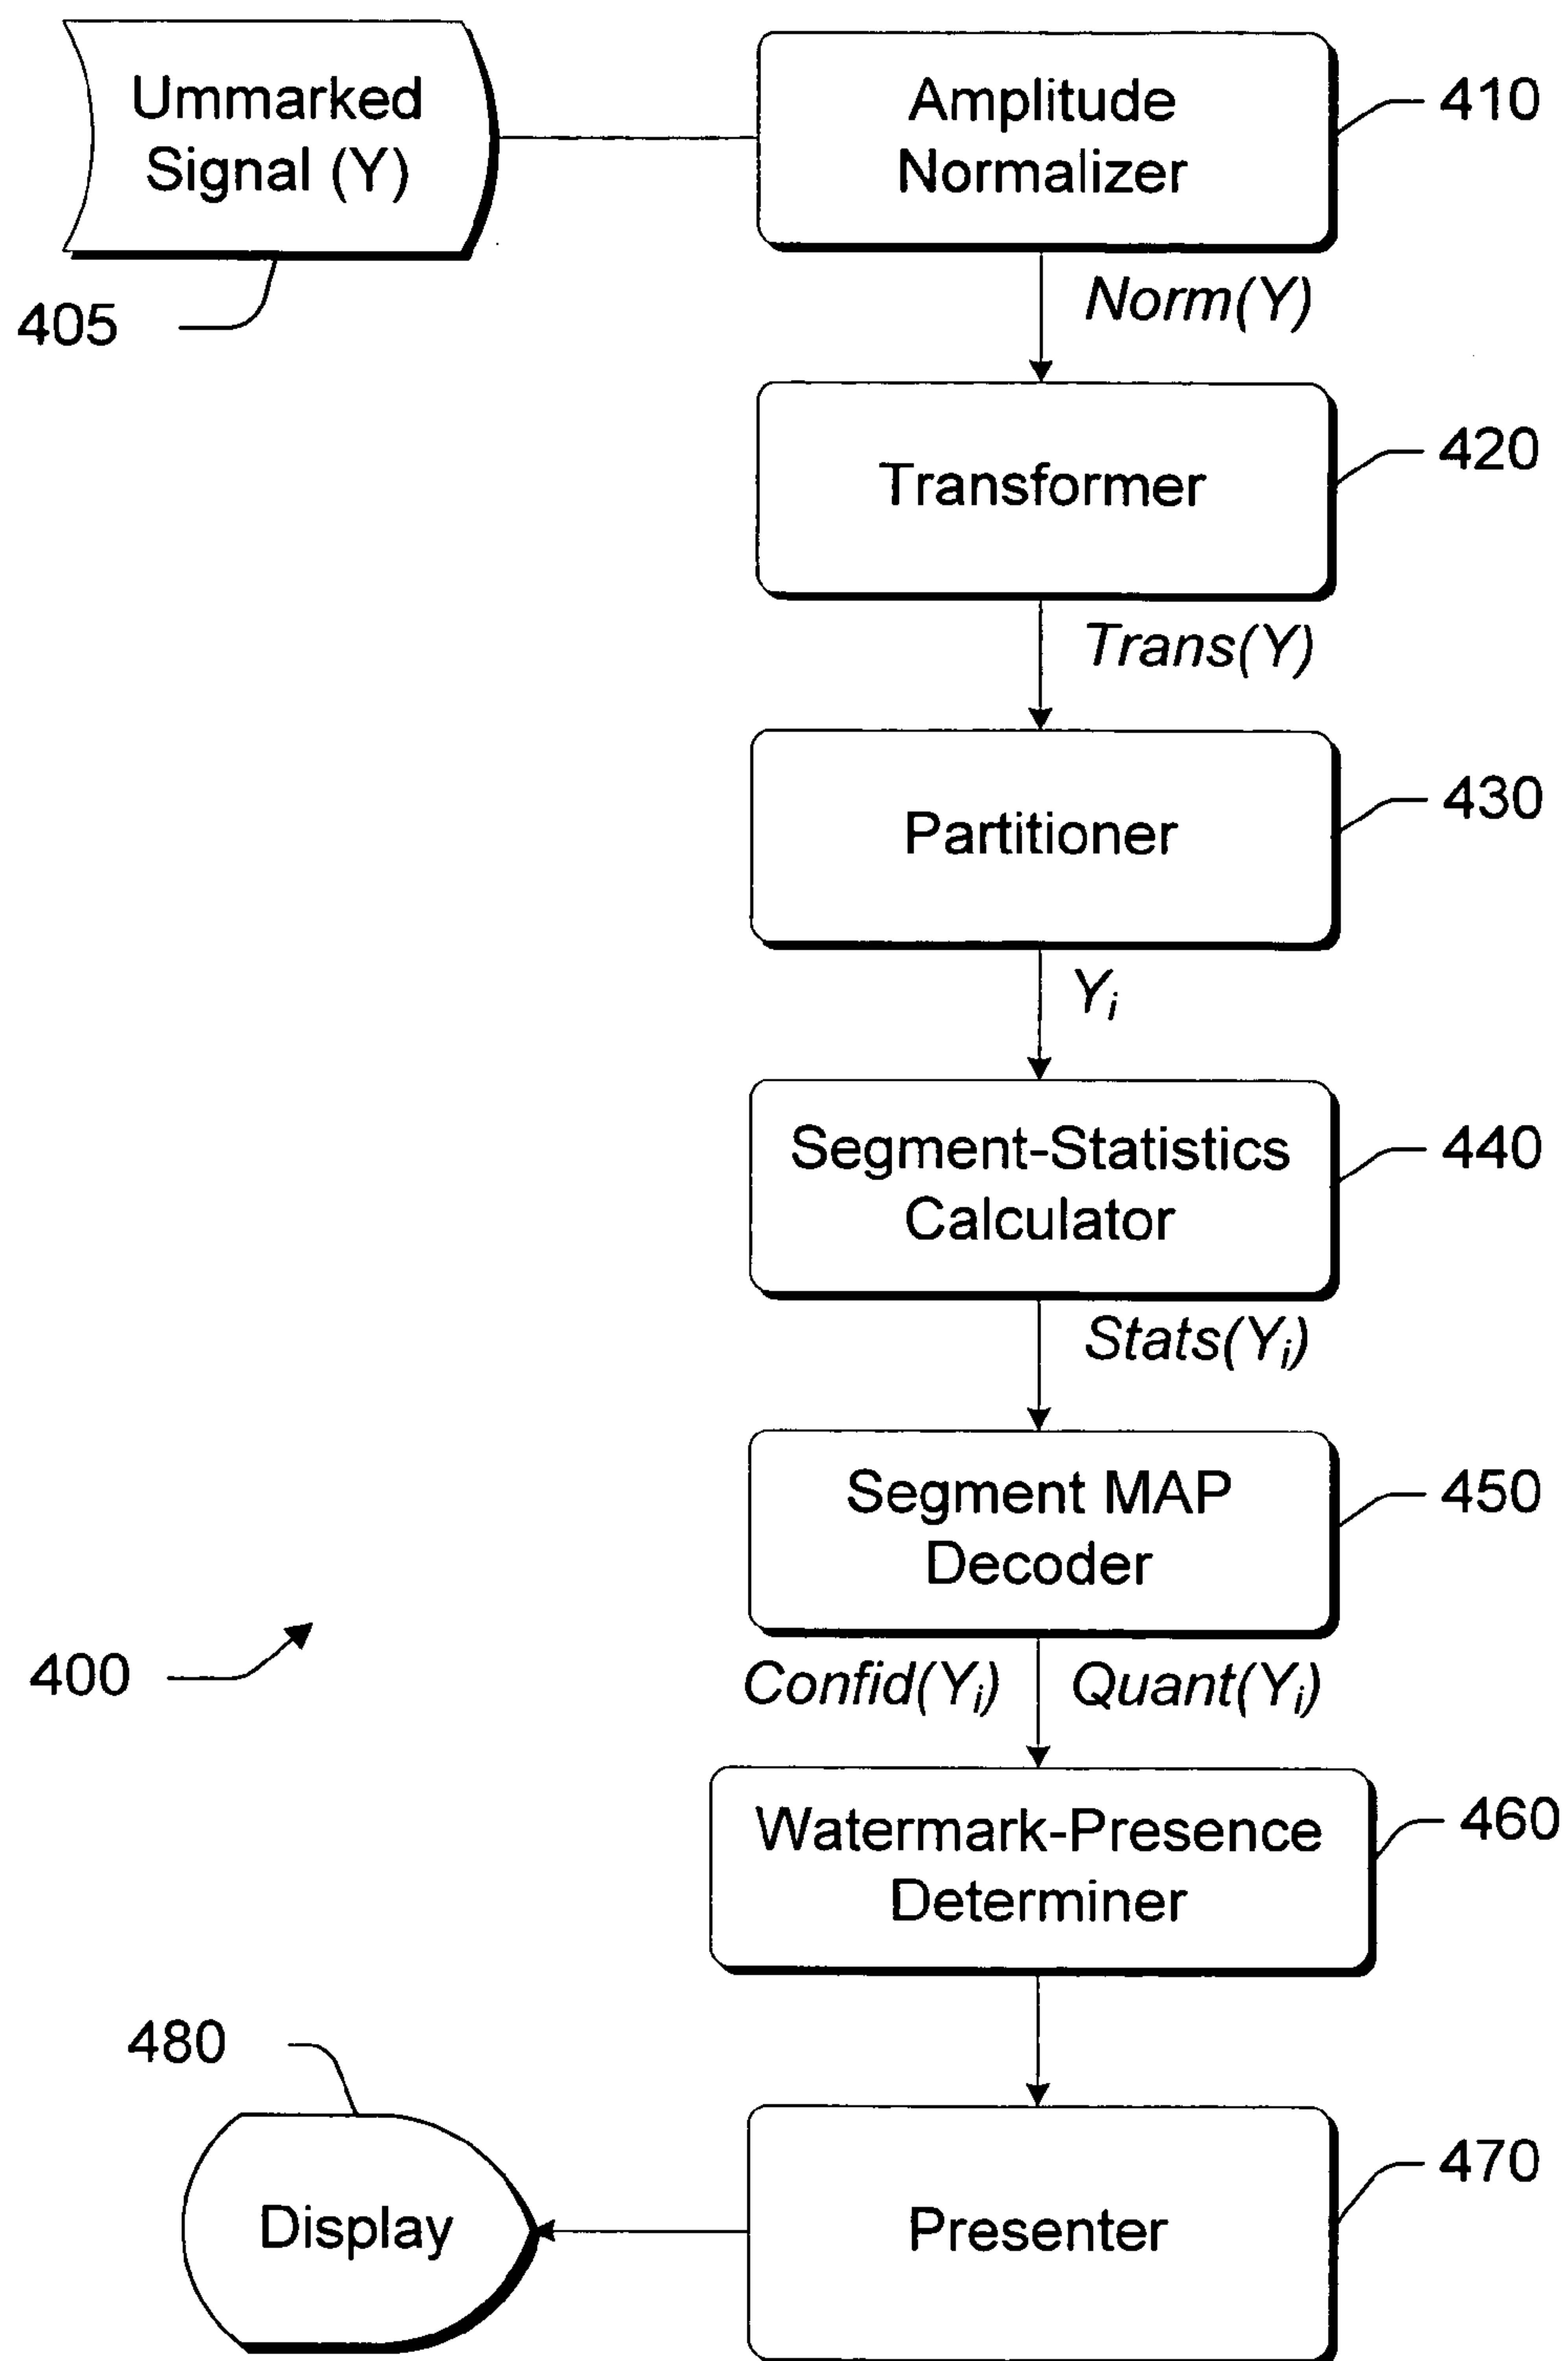 Ummarked
Signal (Y)
405
Amplitude
Normalizer
410
Norm(Y)
Transformer
420
Trans(Y)
Partitioner
430
Yi
Segment-Statistics
Calculator
440
Stats(Yi)
Segment MAP
Decoder
450
400
Confid(Yi) Quant(Yi)
Watermark-Presence
Determiner
460
480
Display
Presenter
470